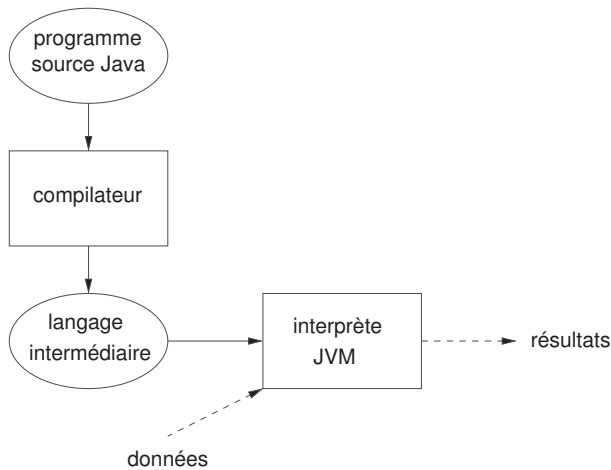 programme
source Java
compilateur
langage
intermédiaire
interprète
JVM
résultats
données